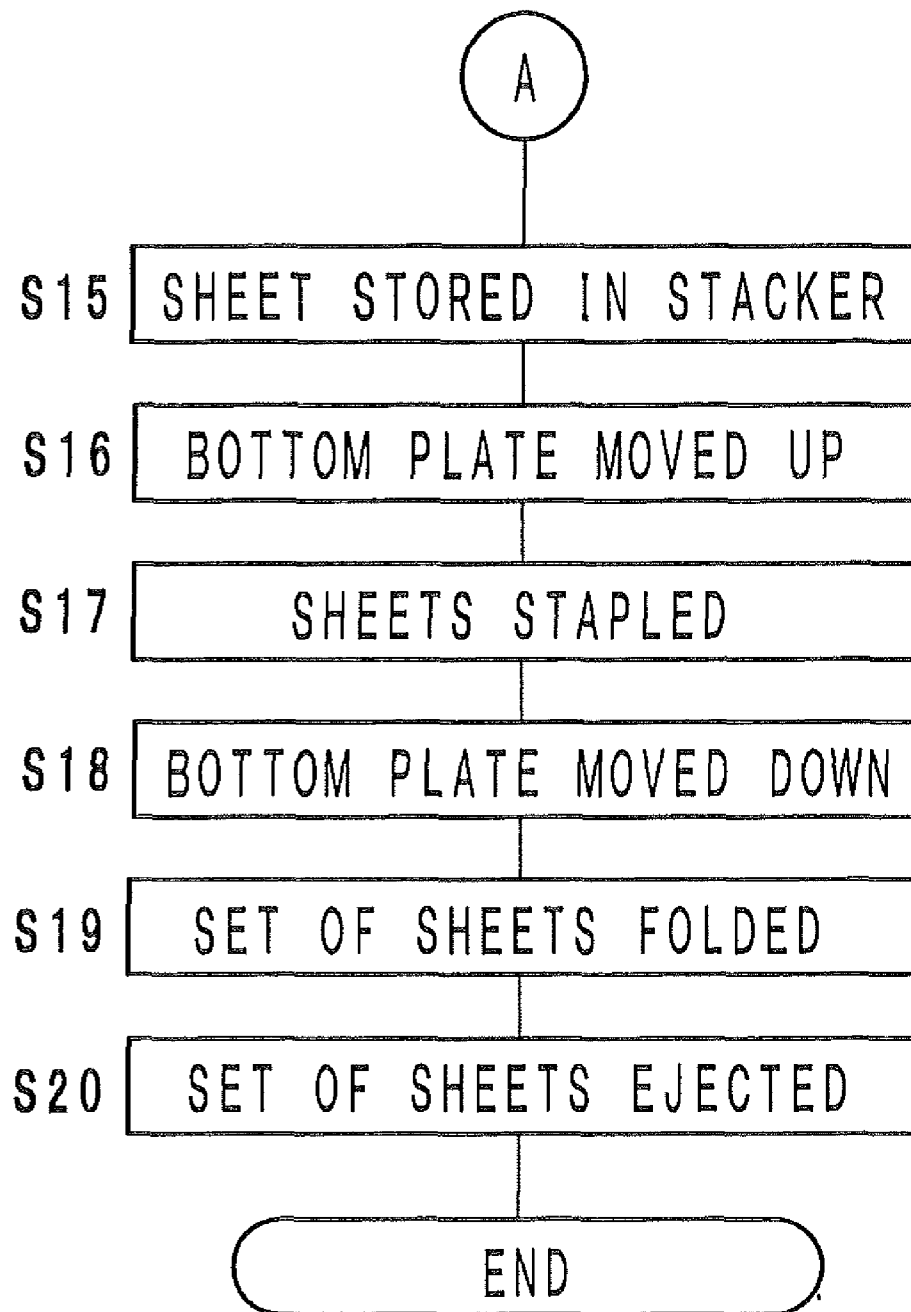 A
S15 SHEET STORED IN STACKER
S16 BOTTOM PLATE MOVED UP
S17 SHEETS STAPLED
S18 BOTTOM PLATE MOVED DOWN
S19 SET OF SHEETS FOLDED
S20 SET OF SHEETS EJECTED
END